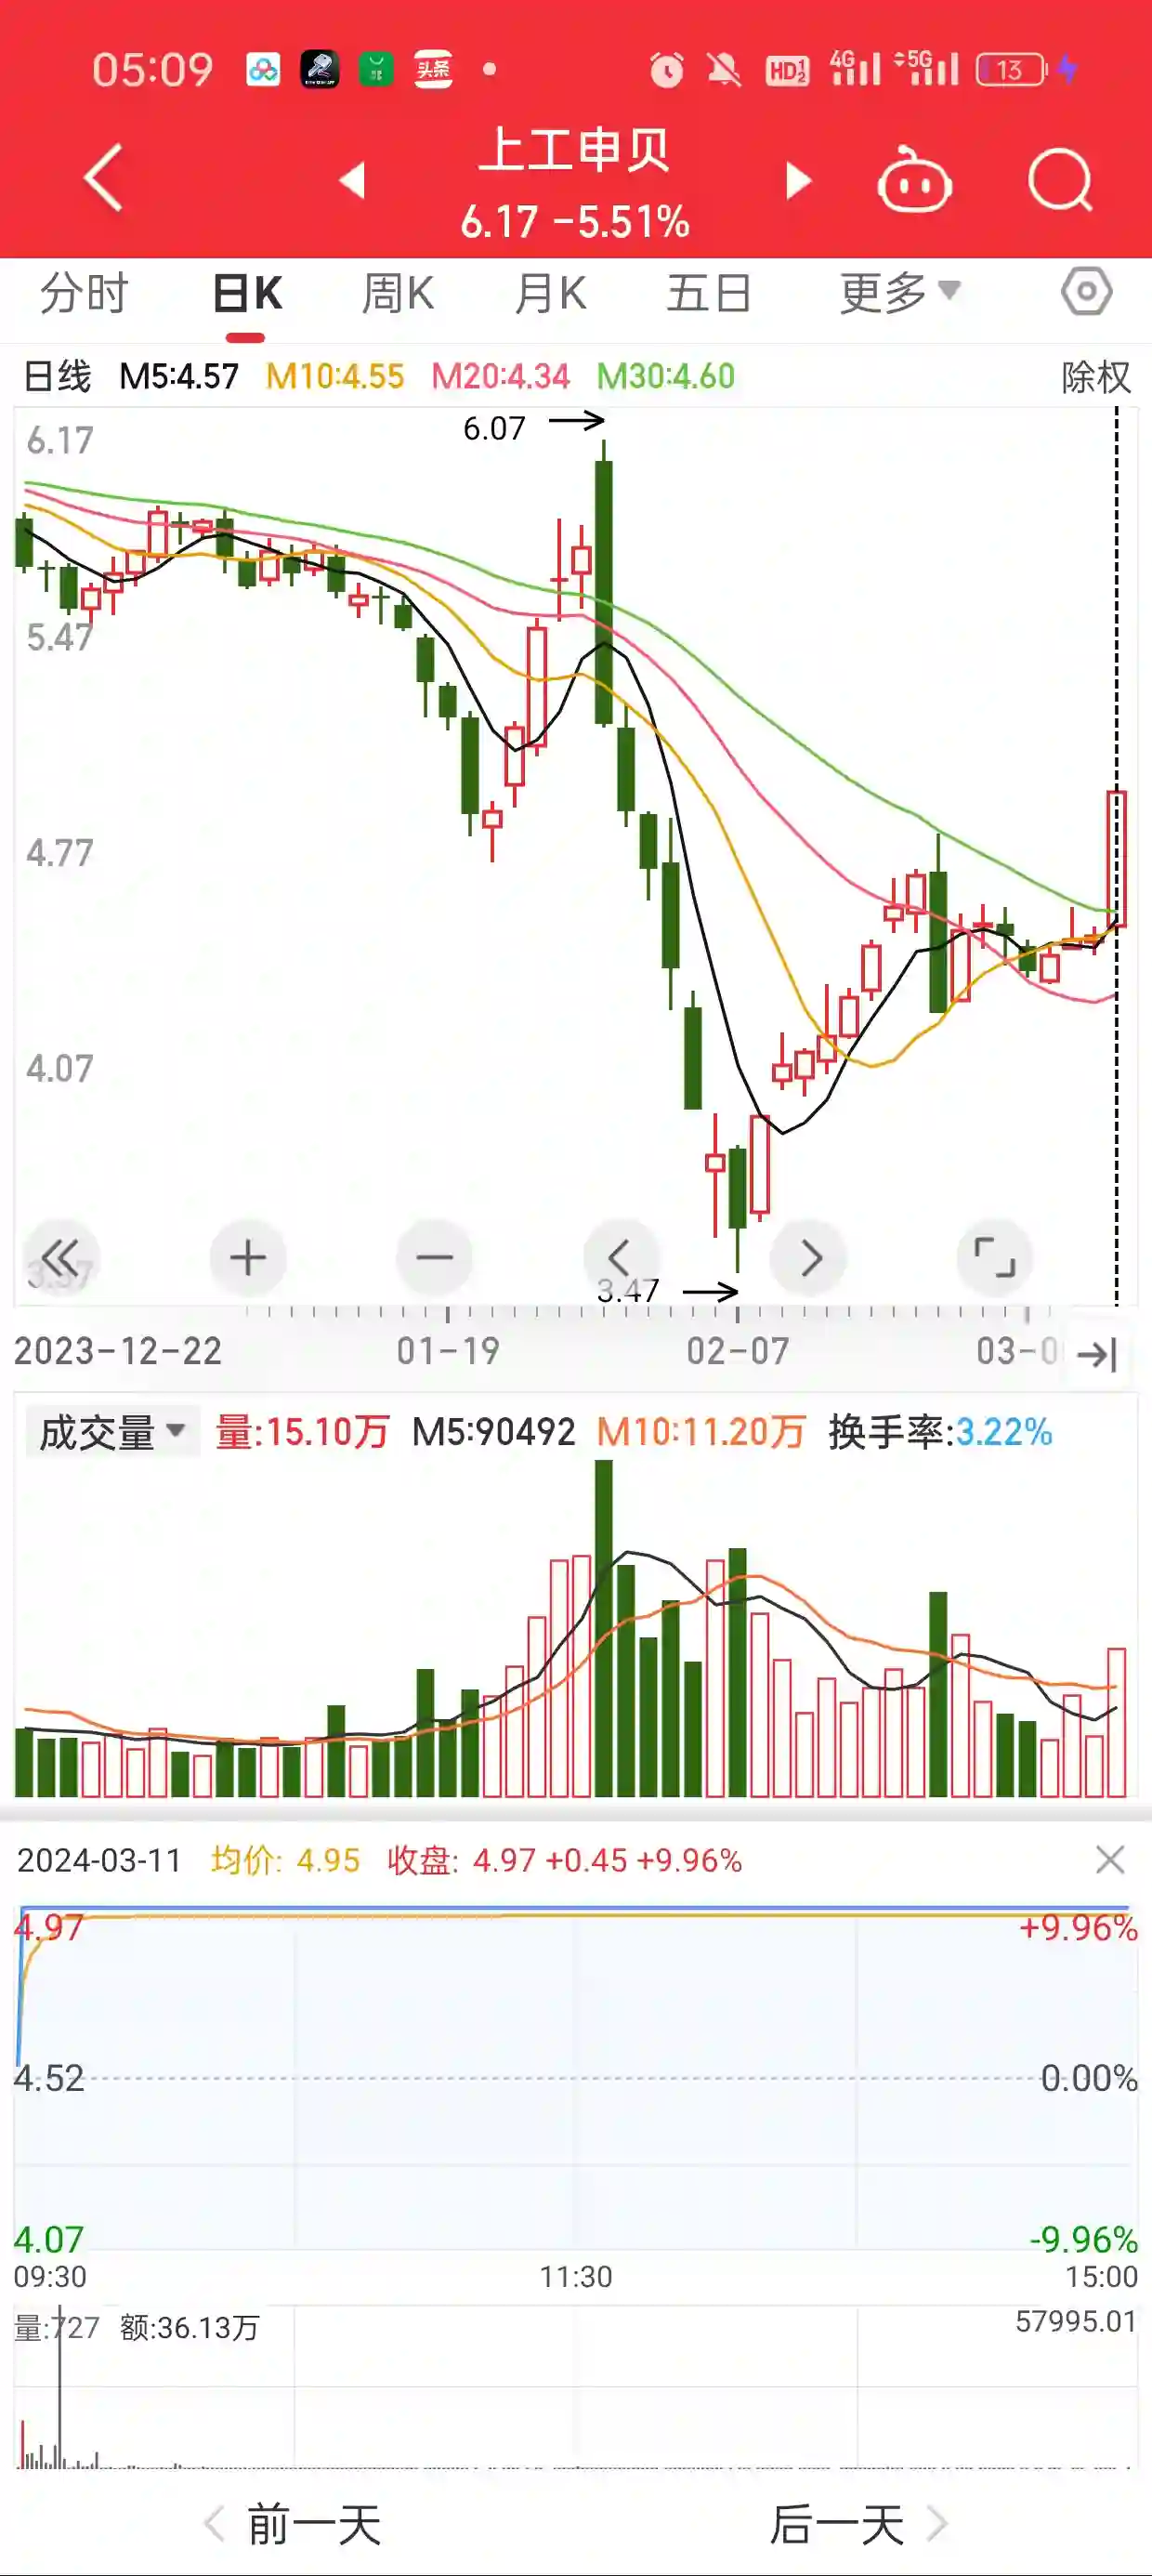 05:09 头条 HD 1 2 4G 5G 13
上工申贝
6.17 -5.51%
分时 日K 周K 月K 五日 更多
日线 M5:4.57 M10:4.55 M20:4.34 M30:4.60 除权
6.07
6.17
5.47
4.77
4.07
3.37
3.47
2023-12-22 01-19 02-07 03-0
成交量 量:15.10万 M5:90492 M10:11.20万 换手率:3.22%
2024-03-11 均价: 4.95 收盘: 4.97 +0.45 +9.96%
4.97 +9.96%
4.52 0.00%
4.07 -9.96%
09:30 11:30 15:00
量:727 额:36.13万 57995.01
前一天 后一天